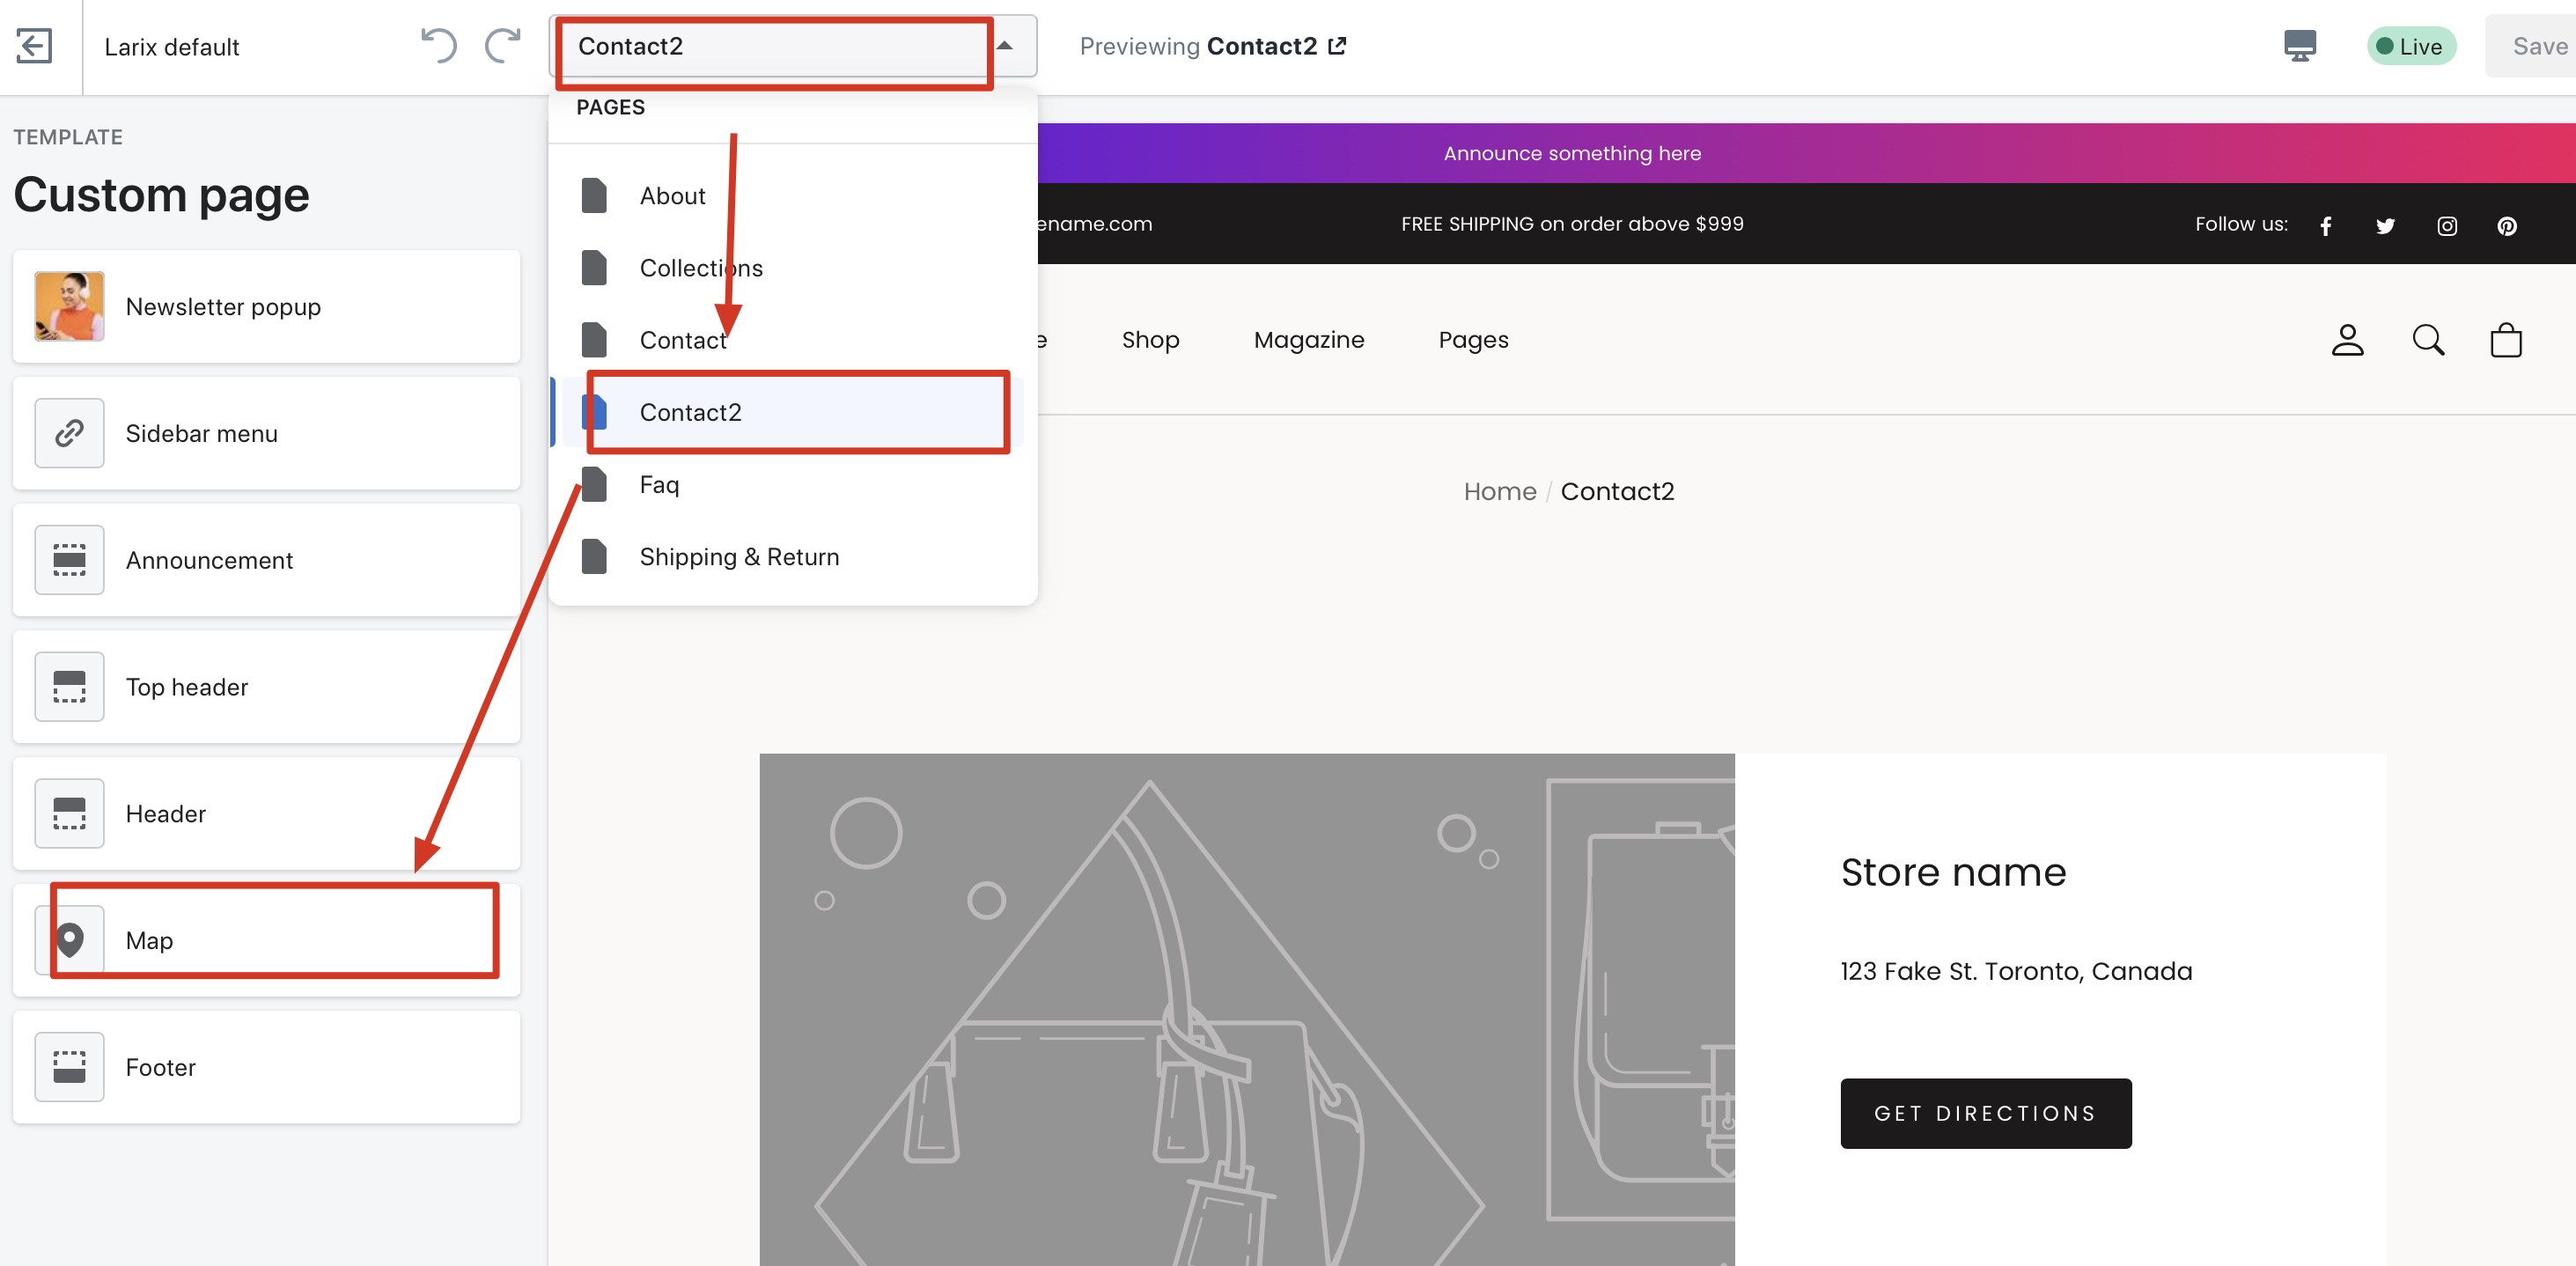 Larix default
Contact2
Previewing Contact2
Live
Save
TEMPLATE
Custom page
Newsletter popup
Sidebar menu
Announcement
Top header
Header
Map
Footer
PAGES
About
Collections
Contact
Contact2
Faq
Shipping & Return
Announce something here
ename.com
FREE SHIPPING on order above $999
Follow us:
e
Shop
Magazine
Pages
Home / Contact2
Store name
123 Fake St. Toronto, Canada
GET DIRECTIONS